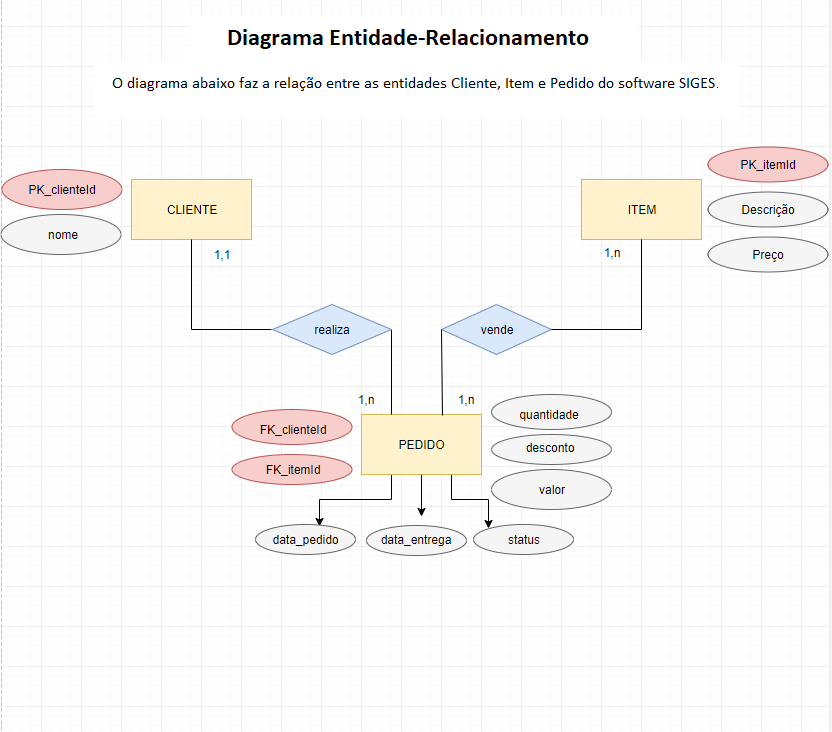 Diagrama Entidade-Relacionamento
O diagrama abaixo faz a relação entre as entidades Cliente, Item e Pedido do software SIGES.
PK_clienteId
nome
CLIENTE
1,1
ITEM
1,n
PK_itemId
Descrição
Preço
realiza
vende
1,n
1,n
FK_clienteId
FK_itemId
PEDIDO
quantidade
desconto
valor
data_pedido
data_entrega
status